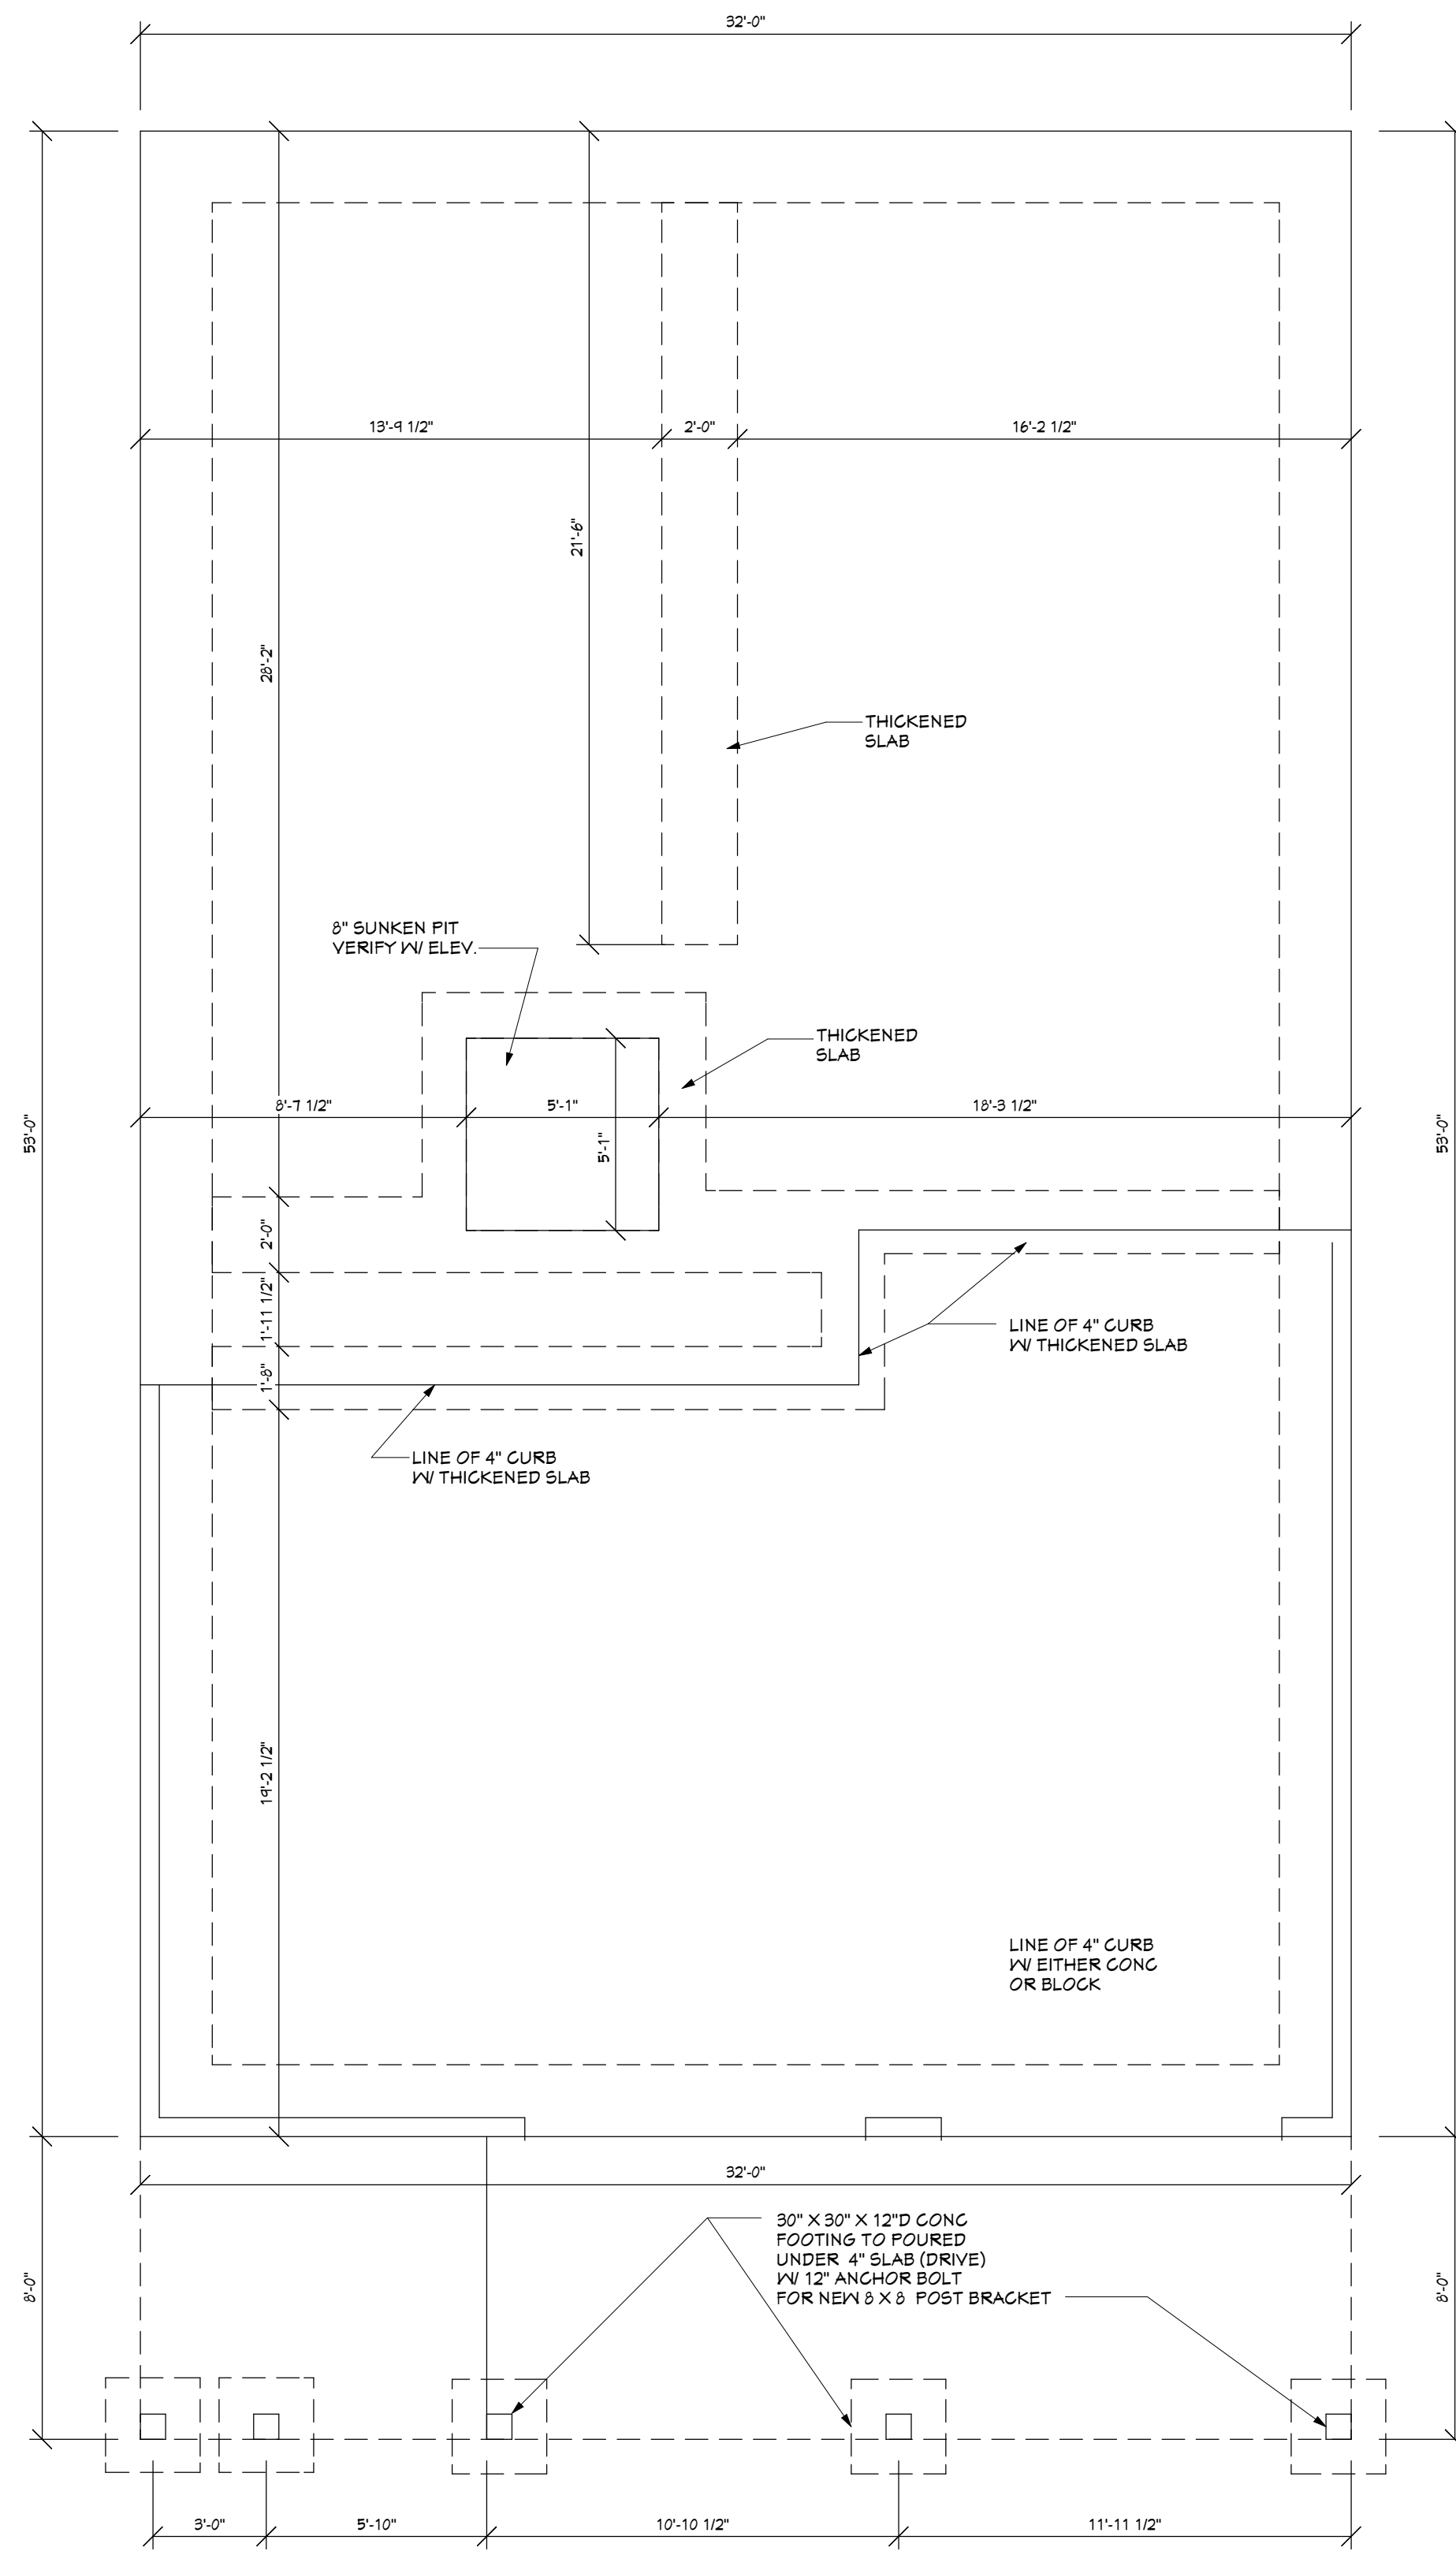 32'-0"
13'-9 1/2"
2'-0"
16'-2 1/2"
21'-6"
28'-2"
THICKENED
SLAB
8" SUNKEN PIT
VERIFY W/ ELEV.
THICKENED
SLAB
8'-7 1/2"
5'-1"
18'-3 1/2"
5'-1"
53'-0"
53'-0"
2'-0"
1'-11 1/2"
1'-8"
LINE OF 4" CURB
W/ THICKENED SLAB
LINE OF 4" CURB
W/ THICKENED SLAB
19'-2 1/2"
LINE OF 4" CURB
W/ EITHER CONC
OR BLOCK
32'-0"
30" X 30" X 12"D CONC
FOOTING TO POURED
UNDER 4" SLAB (DRIVE)
W/ 12" ANCHOR BOLT
FOR NEW 8 X 8 POST BRACKET
8'-0"
8'-0"
3'-0"
5'-10"
10'-10 1/2"
11'-11 1/2"